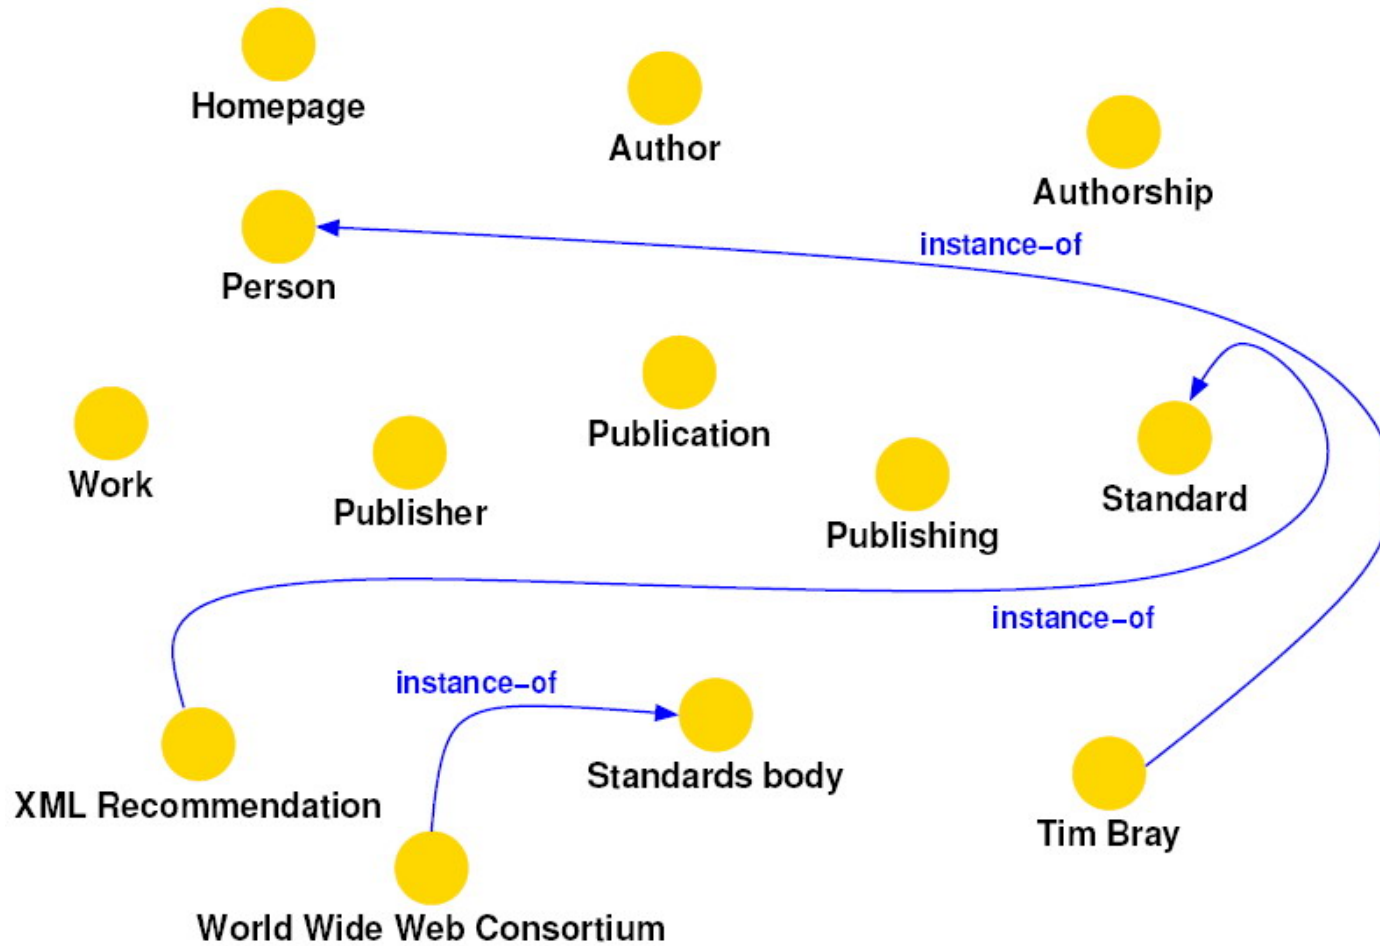 Homepage
Author
Authorship
instance-of
Person
Publication
Work
Publisher
Standard
Publishing
instance-of
instance-of
Standards body
XML Recommendation
Tim Bray
World Wide Web Consortium